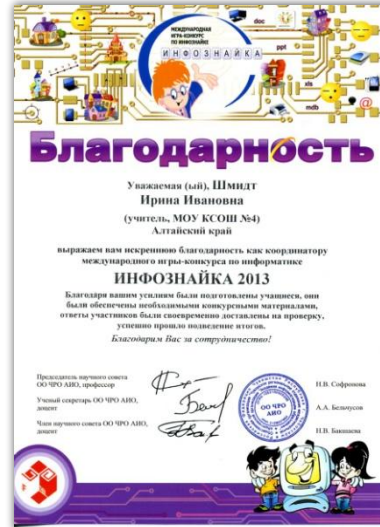 МЕЖДУНАРОДНАЯ
ИГРА-КОНКУРС
ПО ИНФОЗНАЙКЕ
ИНФОЗНАЙКА
doc
ppt
xls
mdb
@
Благодарность
Уважаемая (ый), Шмидт
Ирина Ивановна
(учитель, МОУ КСОШ №4)
Алтайский край
выражаем вам искреннюю благодарность как координатору
международного игры-конкурса по информатике
ИНФОЗНАЙКА 2013
Благодаря вашим усилиям были подготовлены учащиеся, они
были обеспечены необходимыми конкурсными материалами,
ответы участников были своевременно доставлены на проверку,
успешно прошло подведение итогов.
Благодарим Вас за сотрудничество!
Председатель научного совета
ОО ЧРО АИО, профессор
Н.В. Софронова
Ученый секретарь ОО ЧРО АИО,
доцент
А.А. Бельчусов
Член научного совета ОО ЧРО АИО,
доцент
Н.В. Бакшаева
ОО ЧРО
АИО